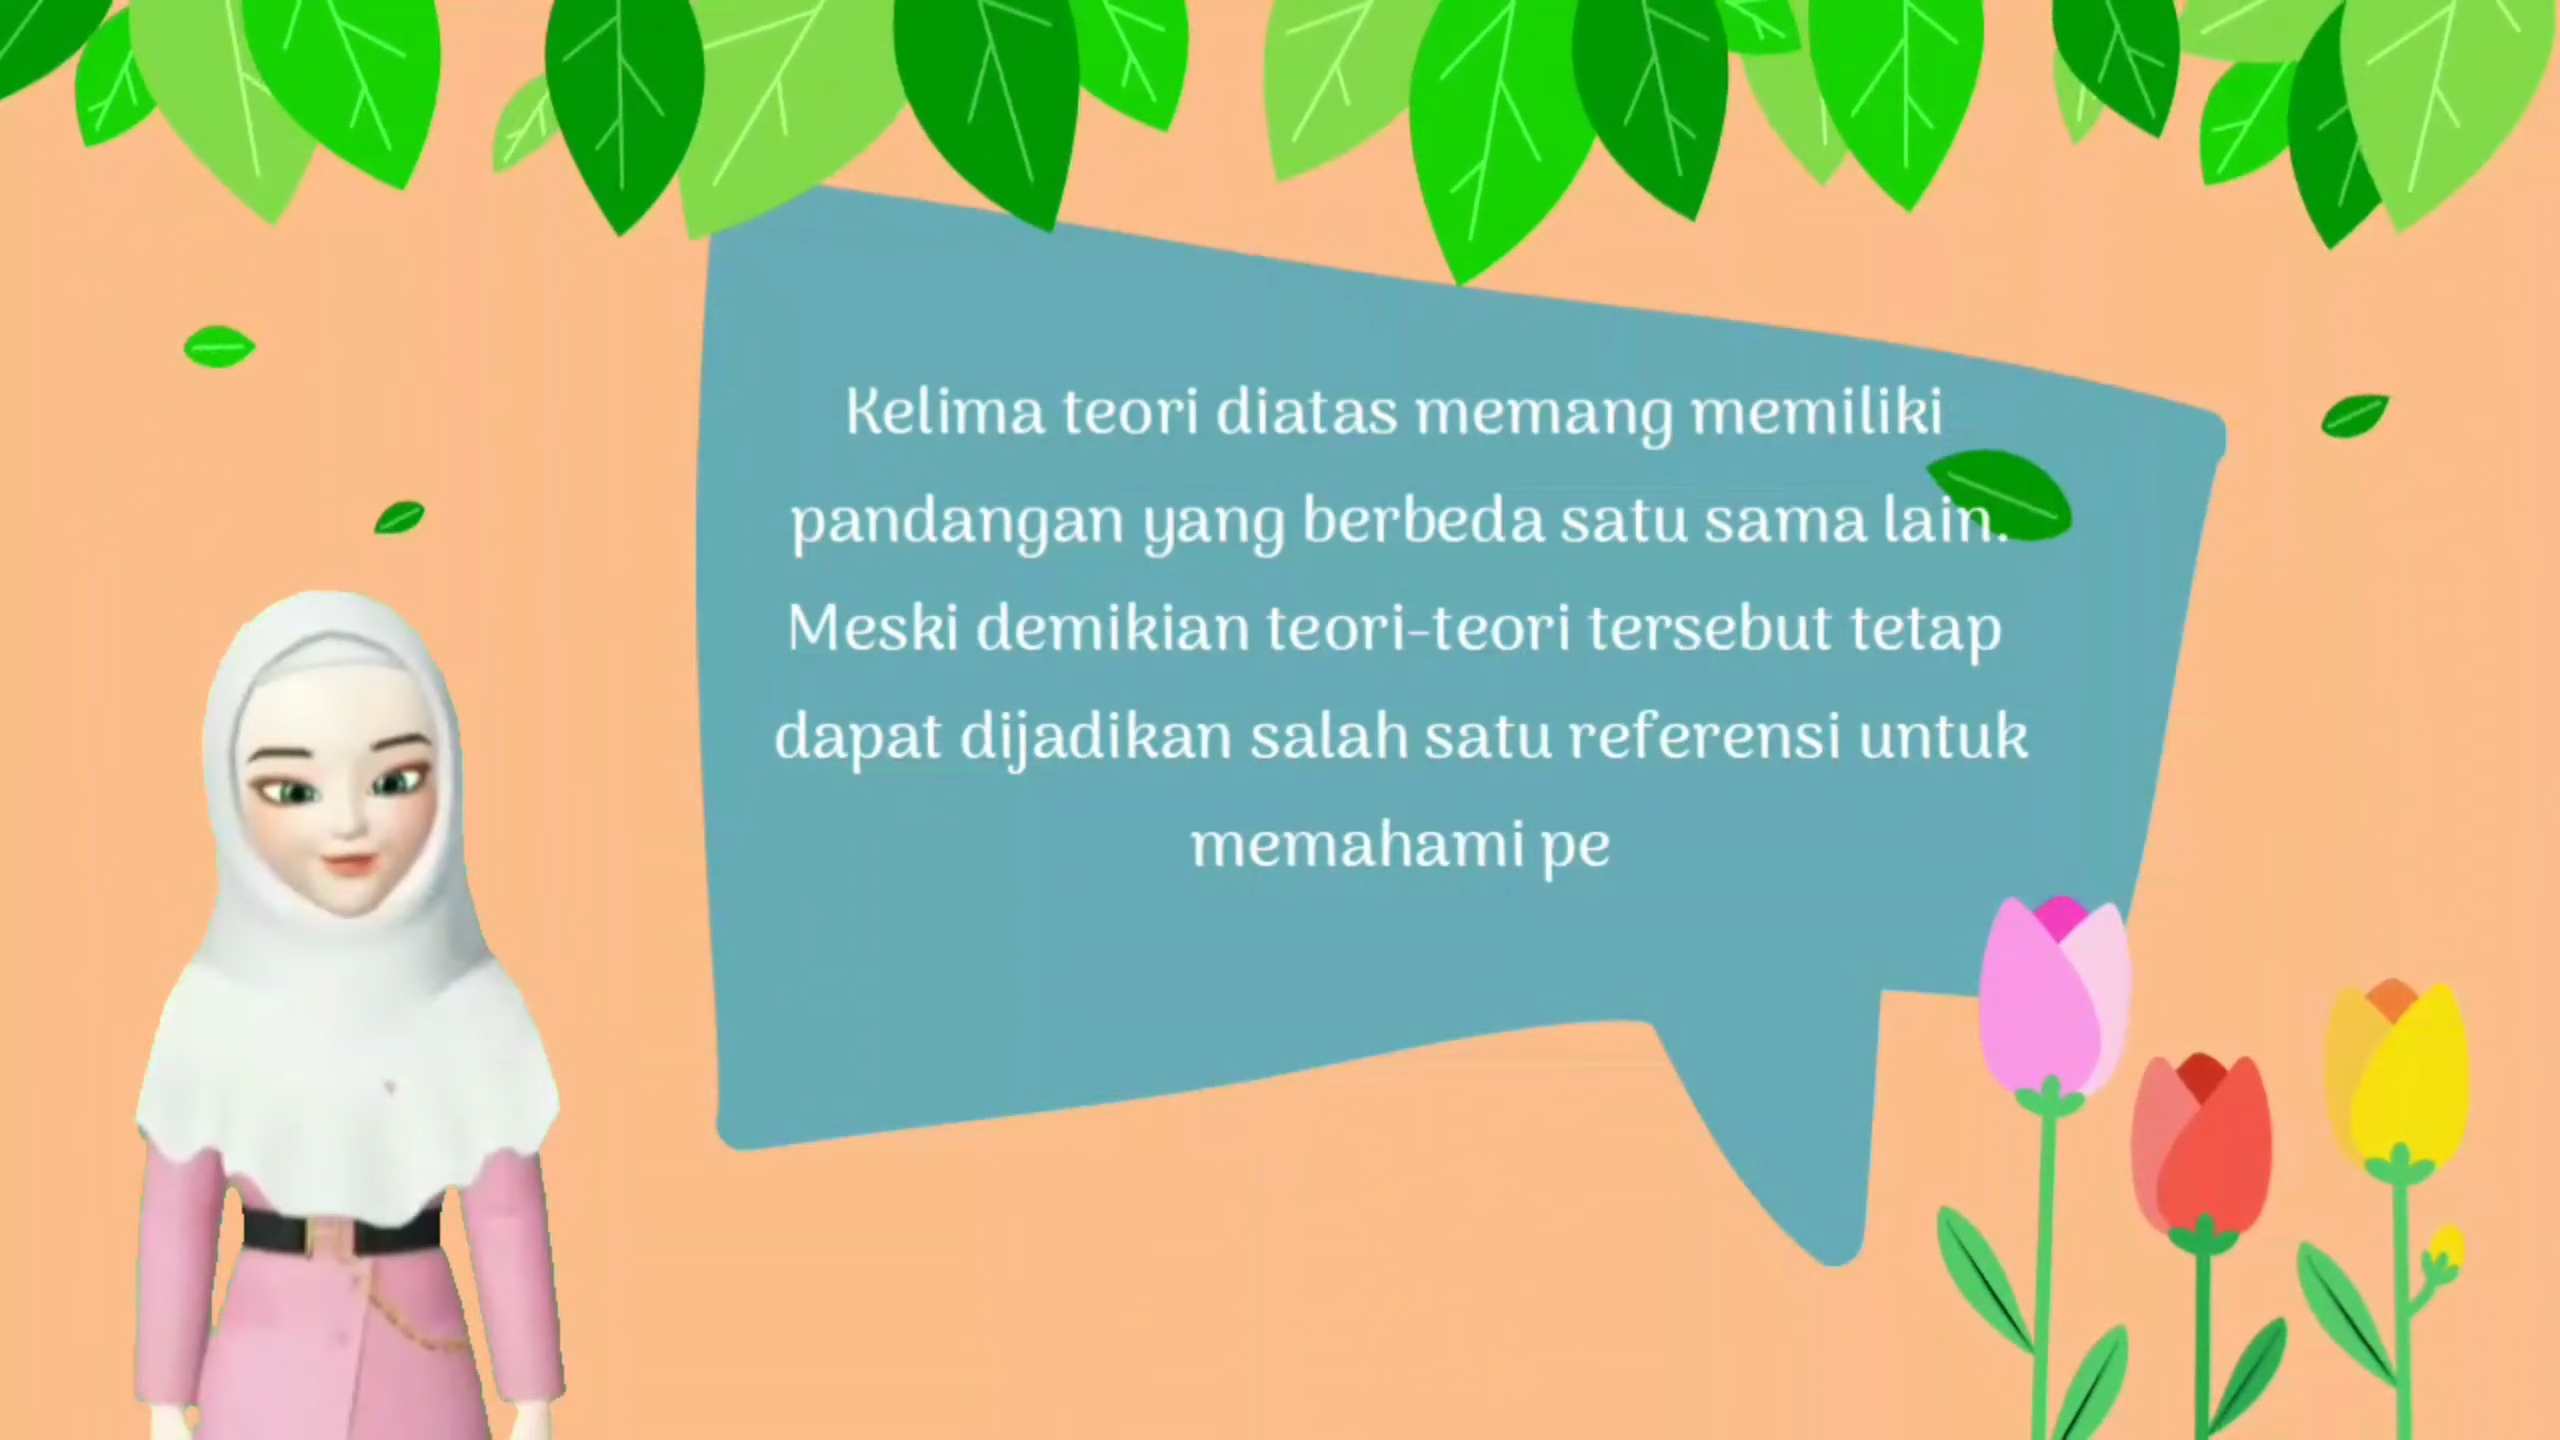 Kelima teori diatas memang memiliki
pandangan yang berbeda satu sama lain.
Meski demikian teori-teori tersebut tetap
dapat dijadikan salah satu referensi untuk
memahami pe